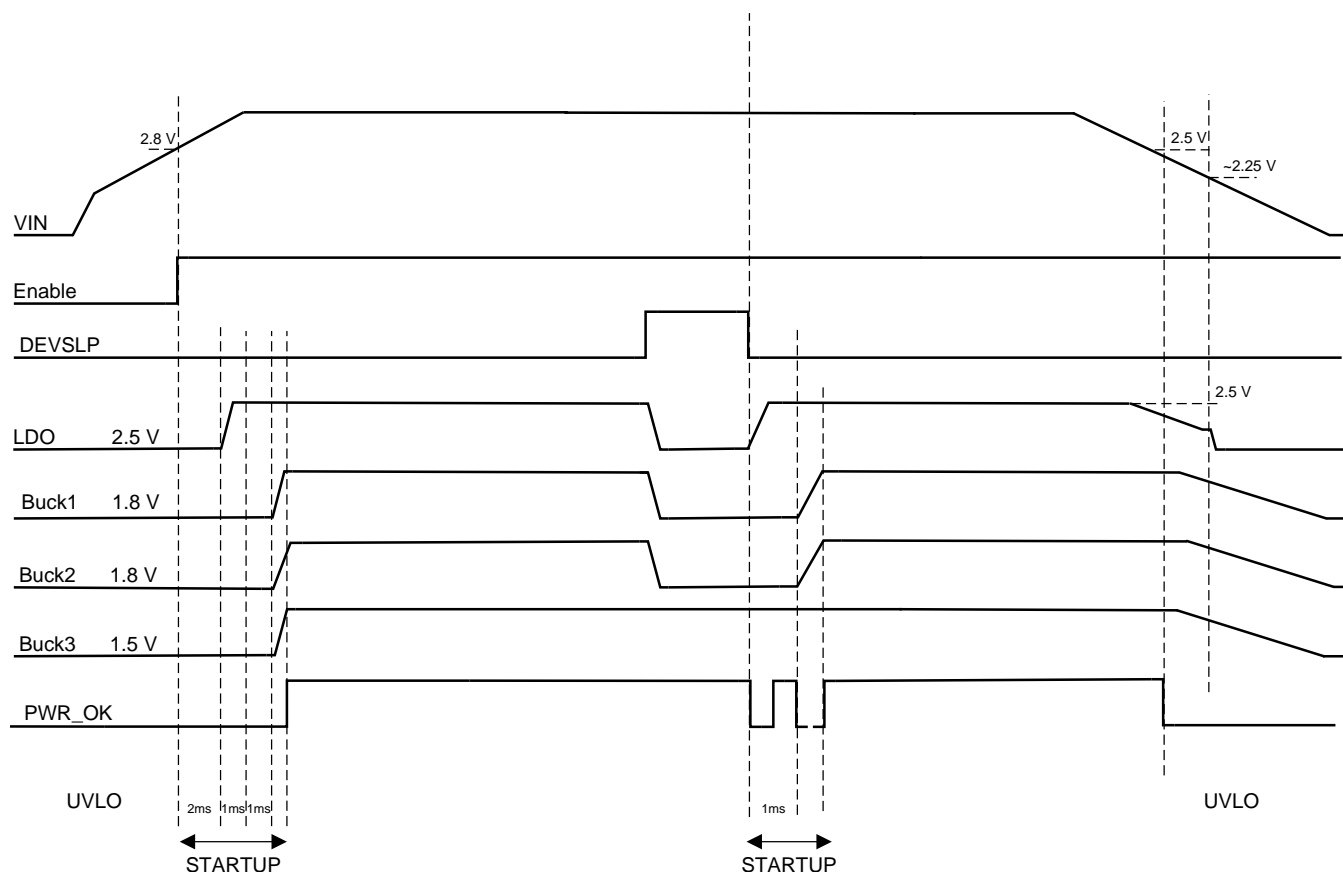 2.8 V
2.5 V
~2.25 V
VIN
Enable
DEVSLP
2.5 V
LDO 2.5 V
Buck1 1.8 V
Buck2 1.8 V
Buck3 1.5 V
PWR_OK
UVLO
2ms 1ms 1ms
1ms
UVLO
STARTUP
STARTUP